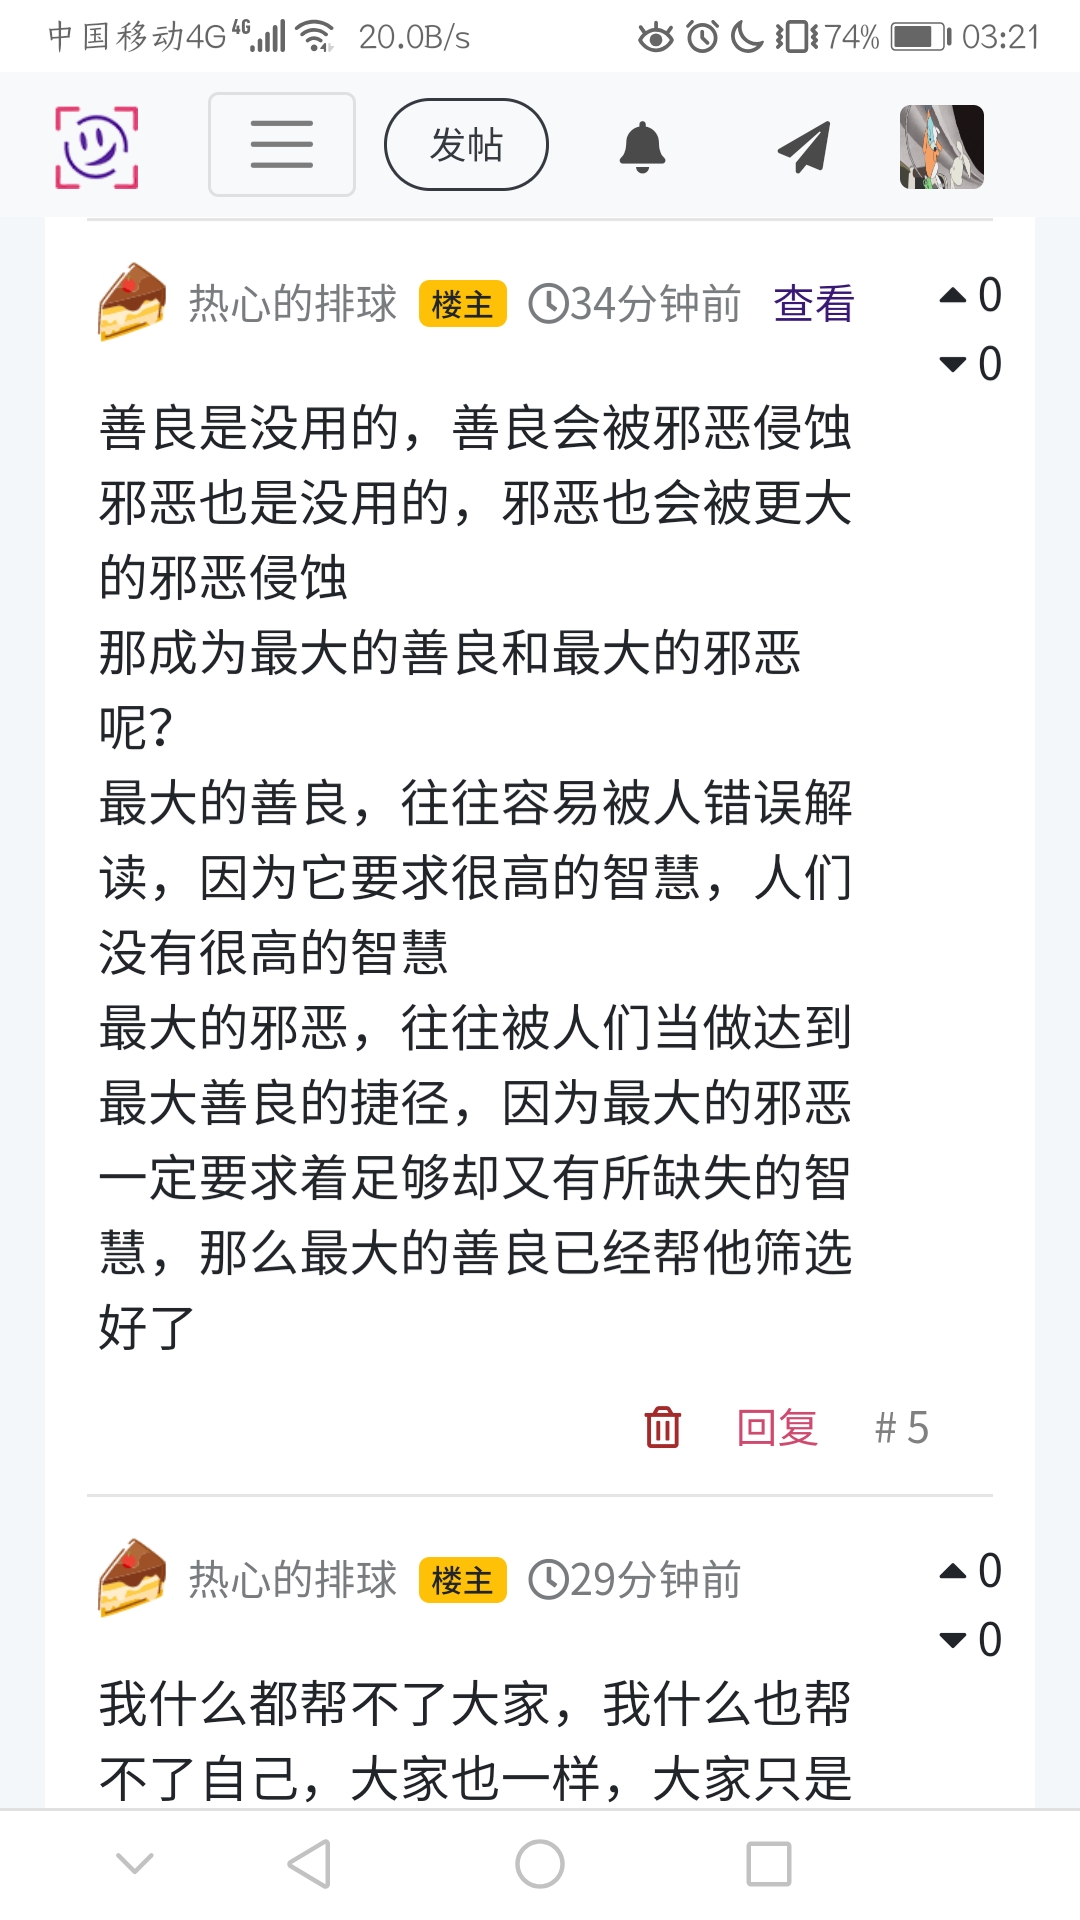 中国移动4G 4G 20.0B/s 74% 03:21
发帖
热心的排球 楼主 34分钟前 查看 0
0
善良是没用的，善良会被邪恶侵蚀
邪恶也是没用的，邪恶也会被更大
的邪恶侵蚀
那成为最大的善良和最大的邪恶
呢？
最大的善良，往往容易被人错误解
读，因为它要求很高的智慧，人们
没有很高的智慧
最大的邪恶，往往被人们当做达到
最大善良的捷径，因为最大的邪恶
一定要求着足够却又有所缺失的智
慧，那么最大的善良已经帮他筛选
好了
回复 # 5
热心的排球 楼主 29分钟前 0
0
我什么都帮不了大家，我什么也帮
不了自己，大家也一样，大家只是